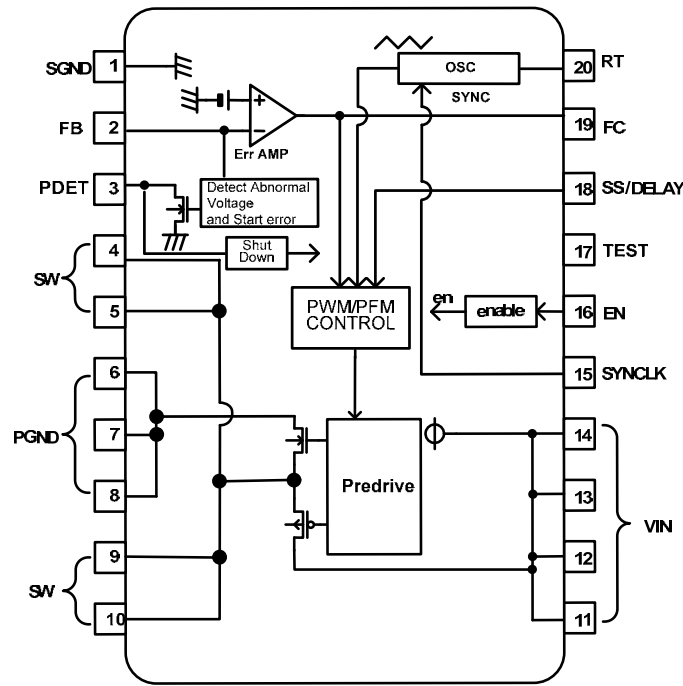 SGND
1
FB
2
PDET
3
4
SW
5
6
PGND
7
8
9
SW
10
OSC
SYNC
+
−
Err AMP
Detect Abnormal
Voltage
and Start error
Shut
Down
PWM/PFM
CONTROL
en
enable
Predrive
20
RT
19
FC
18
SS/DELAY
17
TEST
16
EN
15
SYNCLK
14
13
VIN
12
11